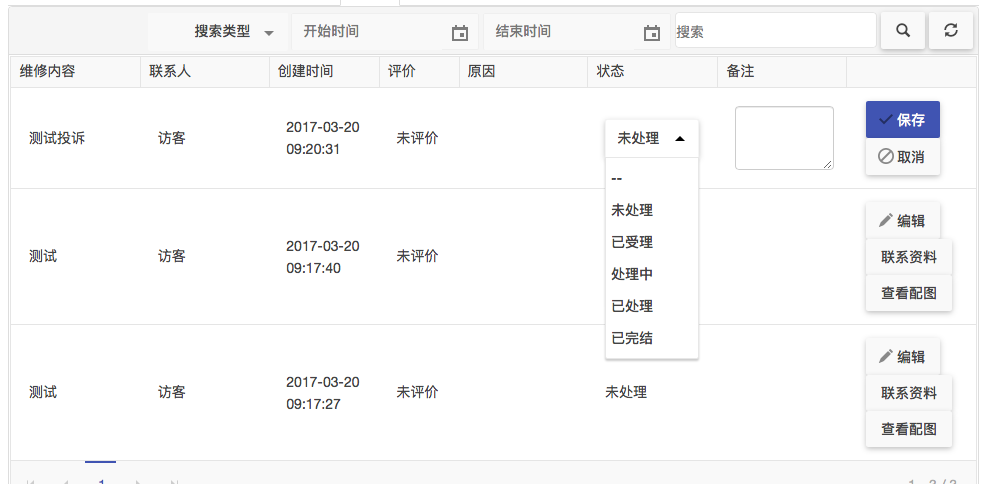 搜索类型 开始时间 结束时间 搜索
维修内容 联系人 创建时间 评价 原因 状态 备注
测试投诉 访客 2017-03-20 09:20:31 未评价 未处理 保存
取消
--
未处理
已受理
处理中
已处理
已完结
测试 访客 2017-03-20 09:17:40 未评价 编辑
联系资料
查看配图
测试 访客 2017-03-20 09:17:27 未评价 未处理 编辑
联系资料
查看配图
1